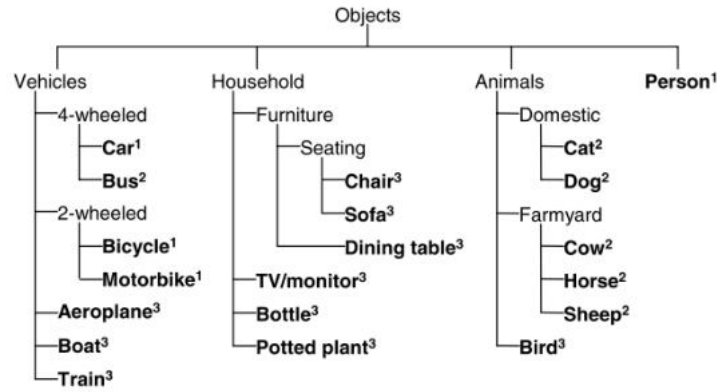 Objects
Vehicles
4-wheeled
Car¹
Bus²
2-wheeled
Bicycle¹
Motorbike¹
Aeroplane³
Boat³
Train³
Household
Furniture
Seating
Chair³
Sofa³
Dining table³
TV/monitor³
Bottle³
Potted plant³
Animals
Domestic
Cat²
Dog²
Farmyard
Cow²
Horse²
Sheep²
Bird³
Person¹